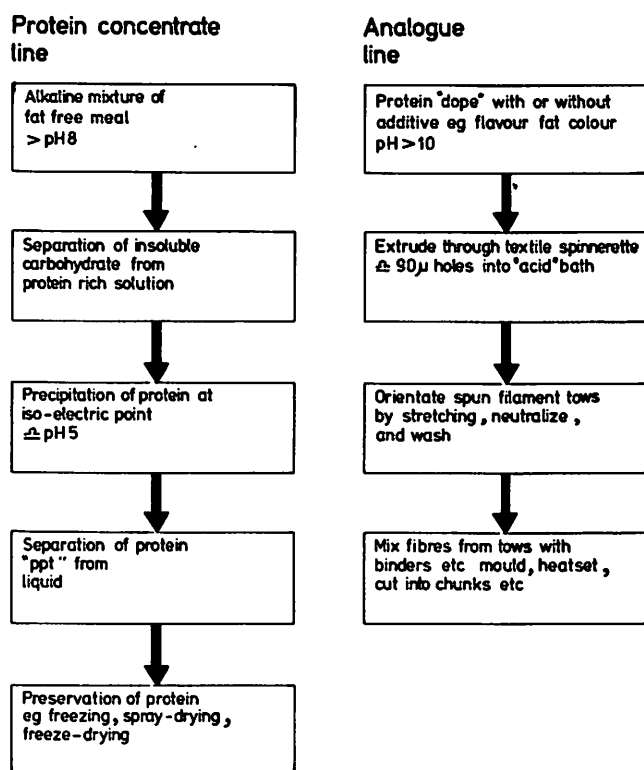 Protein concentrate
line
Alkaline mixture of
fat free meal
> pH 8
Separation of insoluble
carbohydrate from
protein rich solution
Precipitation of protein at
iso-electric point
≏ pH 5
Separation of protein
"ppt" from
liquid
Preservation of protein
eg freezing, spray-drying,
freeze-drying
Analogue
line
Protein "dope" with or without
additive eg flavour fat colour
pH > 10
Extrude through textile spinnerette
≏ 90µ holes into "acid" bath
Orientate spun filament tows
by stretching, neutralize,
and wash
Mix fibres from tows with
binders etc mould, heatset,
cut into chunks etc